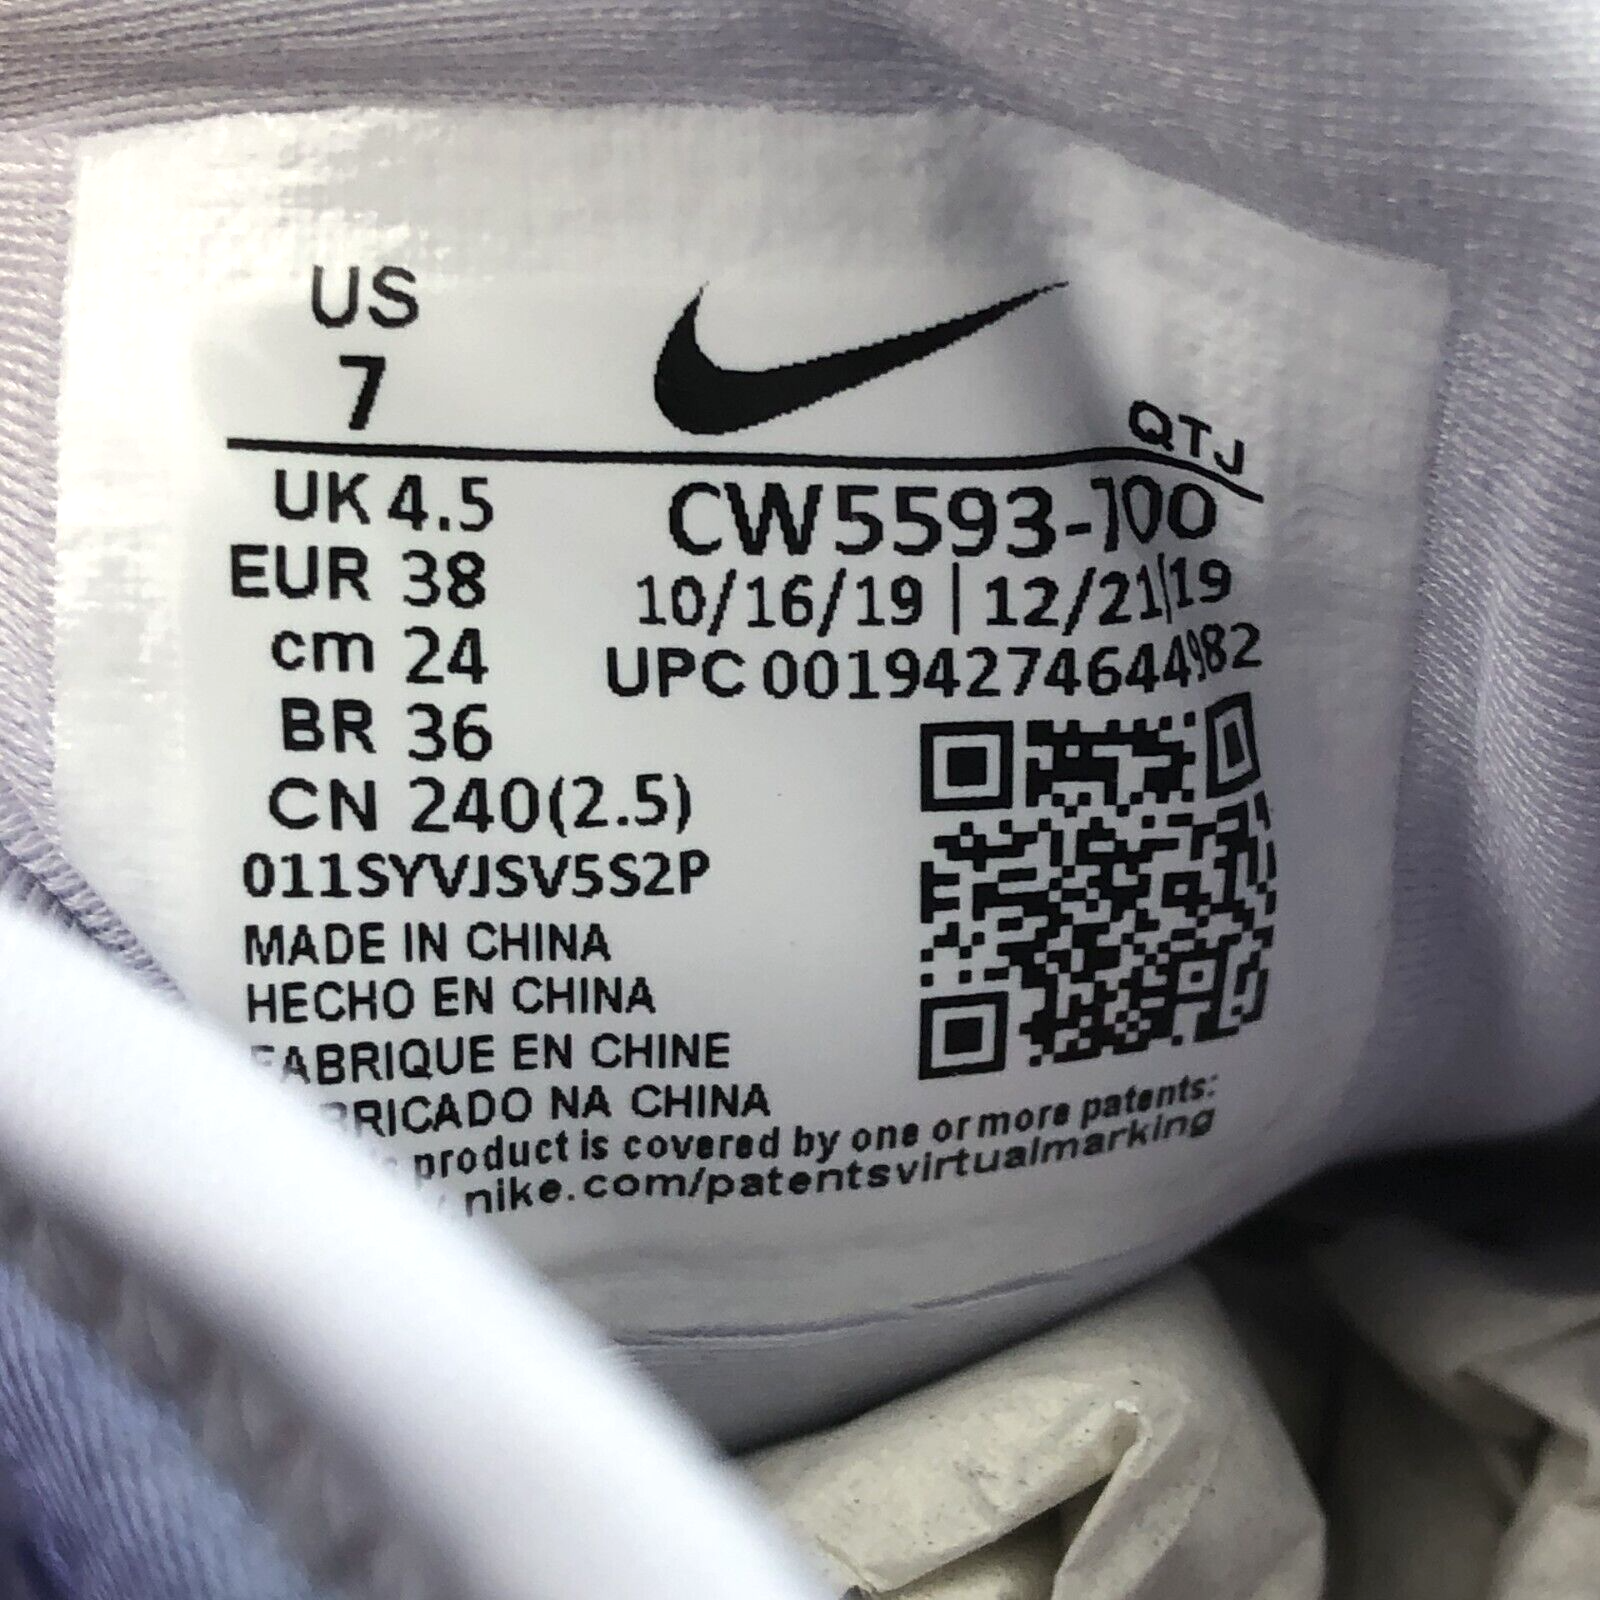 US
7
QTJ
UK 4.5
CW5593-100
EUR 38
10/16/19 | 12/21/19
cm 24
UPC 00194274644982
BR 36
CN 240(2.5)
011SYVJSV5S2P
MADE IN CHINA
HECHO EN CHINA
FABRIQUE EN CHINE
RICADO NA CHINA
product is covered by one or more patents:
nike.com/patentsvirtualmarking